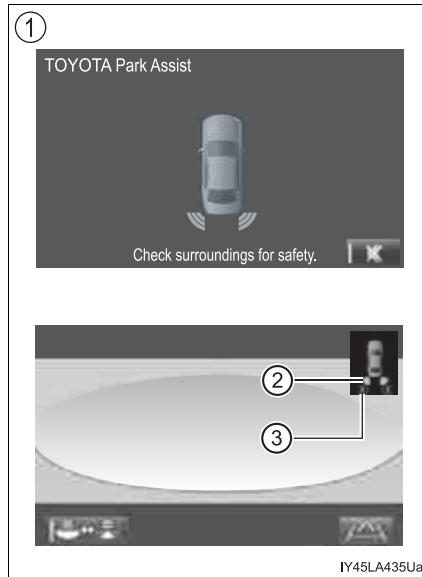 1
TOYOTA Park Assist
Check surroundings for safety.
2
3
IY45LA435Ua